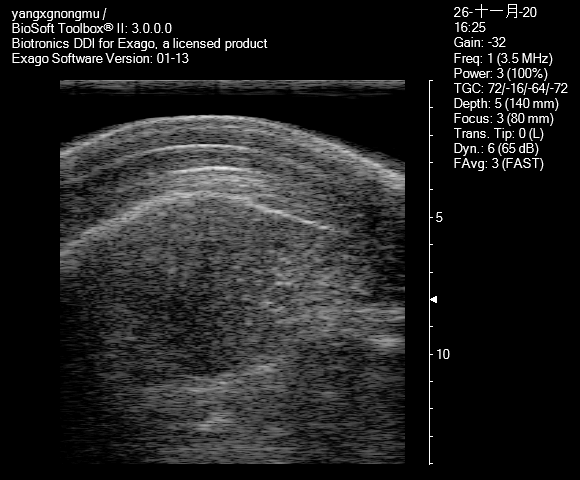 yangxgnongmu /
BioSoft Toolbox® II: 3.0.0.0
Biotronics DDI for Exago, a licensed product
Exago Software Version: 01-13
26-十一月-20
16:25
Gain: -32
Freq: 1 (3.5 MHz)
Power: 3 (100%)
TGC: 72/-16/-64/-72
Depth: 5 (140 mm)
Focus: 3 (80 mm)
Trans. Tip: 0 (L)
Dyn.: 6 (65 dB)
FAvg: 3 (FAST)
5
10